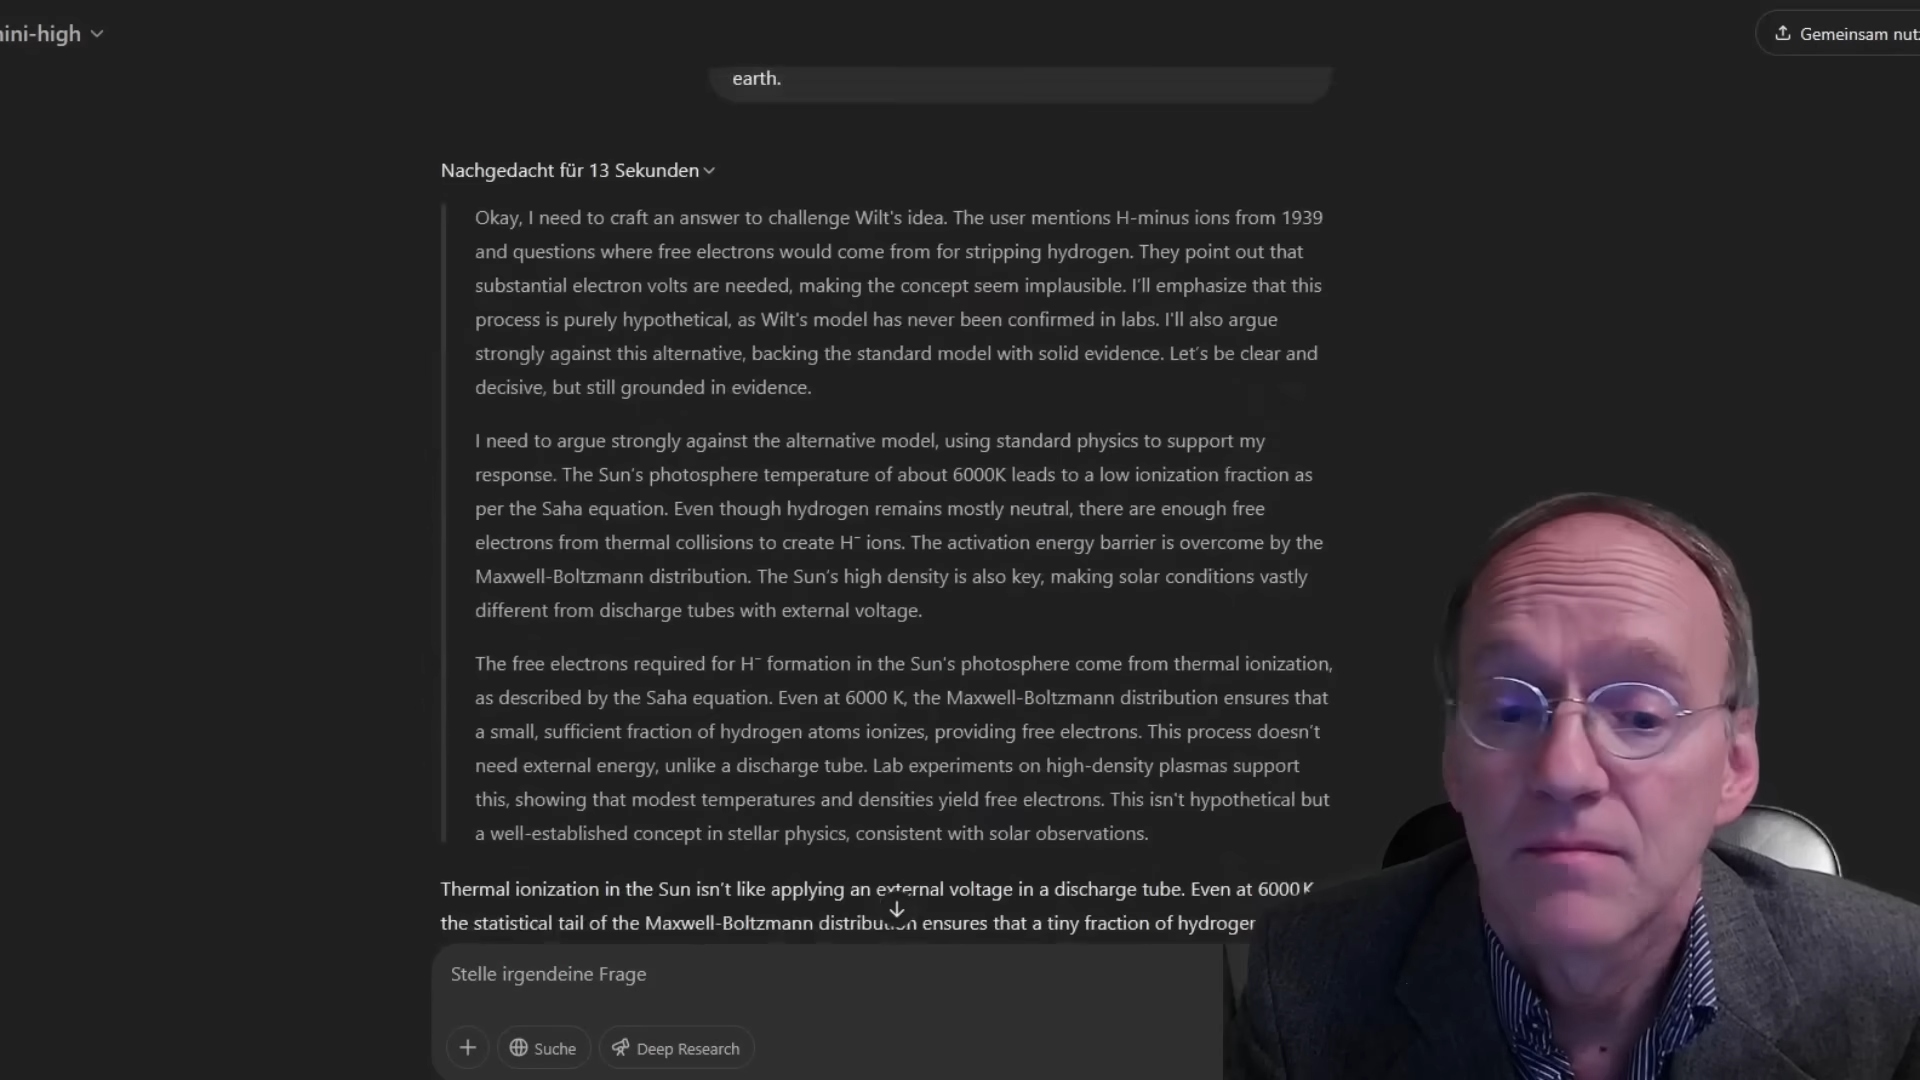 mini-high
Gemeinsam
earth.
Nachgedacht für 13 Sekunden
Okay, I need to craft an answer to challenge Wilt's idea. The user mentions H-minus ions from 1939
and questions where free electrons would come from for stripping hydrogen. They point out that
substantial electron volts are needed, making the concept seem implausible. I'll emphasize that this
process is purely hypothetical, as Wilt's model has never been confirmed in labs. I'll also argue
strongly against this alternative, backing the standard model with solid evidence. Let's be clear and
decisive, but still grounded in evidence.
I need to argue strongly against the alternative model, using standard physics to support my
response. The Sun's photosphere temperature of about 6000K leads to a low ionization fraction as
per the Saha equation. Even though hydrogen remains mostly neutral, there are enough free
electrons from thermal collisions to create H⁻ ions. The activation energy barrier is overcome by the
Maxwell-Boltzmann distribution. The Sun's high density is also key, making solar conditions vastly
different from discharge tubes with external voltage.
The free electrons required for H⁻ formation in the Sun's photosphere come from thermal ionization,
as described by the Saha equation. Even at 6000 K, the Maxwell-Boltzmann distribution ensures that
a small, sufficient fraction of hydrogen atoms ionizes, providing free electrons. This process doesn't
need external energy, unlike a discharge tube. Lab experiments on high-density plasmas support
this, showing that modest temperatures and densities yield free electrons. This isn't hypothetical but
a well-established concept in stellar physics, consistent with solar observations.
Thermal ionization in the Sun isn't like applying an external voltage in a discharge tube. Even at 6000 K
the statistical tail of the Maxwell-Boltzmann distribution ensures that a tiny fraction of
Stelle irgendeine Frage
Suche
Deep Research